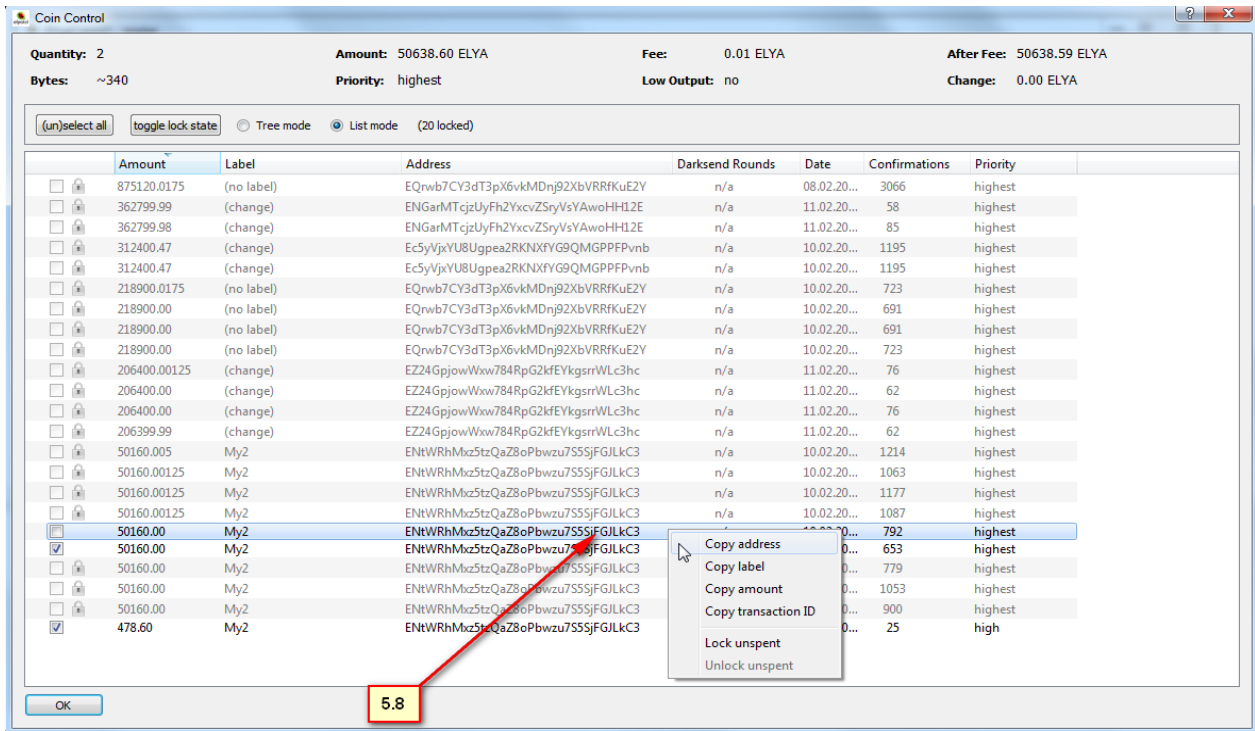 Coin Control
Quantity: 2 Amount: 50638.60 ELYA Fee: 0.01 ELYA After Fee: 50638.59 ELYA
Bytes: ~340 Priority: highest Low Output: no Change: 0.00 ELYA
(un)select all toggle lock state Tree mode List mode (20 locked)
Amount Label Address Darksend Rounds Date Confirmations Priority
875120.0175 (no label) EQrwb7CY3dT3pX6vkMDnj92XbVRRfKuE2Y n/a 08.02.20... 3066 highest
362799.99 (change) ENGarMTcjzUyFh2YxcvZSryVsYAwoHH12E n/a 11.02.20... 58 highest
362799.98 (change) ENGarMTcjzUyFh2YxcvZSryVsYAwoHH12E n/a 11.02.20... 85 highest
312400.47 (change) Ec5yVjxYU8Ugpea2RKNXfYG9QMGPPFPvnb n/a 10.02.20... 1195 highest
312400.47 (change) Ec5yVjxYU8Ugpea2RKNXfYG9QMGPPFPvnb n/a 10.02.20... 1195 highest
218900.0175 (no label) EQrwb7CY3dT3pX6vkMDnj92XbVRRfKuE2Y n/a 10.02.20... 723 highest
218900.00 (no label) EQrwb7CY3dT3pX6vkMDnj92XbVRRfKuE2Y n/a 10.02.20... 691 highest
218900.00 (no label) EQrwb7CY3dT3pX6vkMDnj92XbVRRfKuE2Y n/a 10.02.20... 691 highest
218900.00 (no label) EQrwb7CY3dT3pX6vkMDnj92XbVRRfKuE2Y n/a 10.02.20... 723 highest
206400.00125 (change) EZ24GpjowWxw784RpG2kfEYkgsrrWLc3hc n/a 11.02.20... 76 highest
206400.00 (change) EZ24GpjowWxw784RpG2kfEYkgsrrWLc3hc n/a 11.02.20... 62 highest
206400.00 (change) EZ24GpjowWxw784RpG2kfEYkgsrrWLc3hc n/a 11.02.20... 76 highest
206399.99 (change) EZ24GpjowWxw784RpG2kfEYkgsrrWLc3hc n/a 11.02.20... 62 highest
50160.005 My2 ENtWRhMxz5tzQaZ8oPbwzu7S5SjFGJLkC3 n/a 10.02.20... 1214 highest
50160.00125 My2 ENtWRhMxz5tzQaZ8oPbwzu7S5SjFGJLkC3 n/a 10.02.20... 1063 highest
50160.00125 My2 ENtWRhMxz5tzQaZ8oPbwzu7S5SjFGJLkC3 n/a 10.02.20... 1177 highest
50160.00125 My2 ENtWRhMxz5tzQaZ8oPbwzu7S5SjFGJLkC3 n/a 10.02.20... 1087 highest
50160.00 My2 ENtWRhMxz5tzQaZ8oPbwzu7S5SjFGJLkC3 792 highest
50160.00 My2 ENtWRhMxz5tzQaZ8oPbwzu7S5SjFGJLkC3 653 highest
50160.00 My2 ENtWRhMxz5tzQaZ8oPbwzu7S5SjFGJLkC3 779 highest
50160.00 My2 ENtWRhMxz5tzQaZ8oPbwzu7S5SjFGJLkC3 1053 highest
50160.00 My2 ENtWRhMxz5tzQaZ8oPbwzu7S5SjFGJLkC3 900 highest
478.60 My2 ENtWRhMxz5tzQaZ8oPbwzu7S5SjFGJLkC3 25 high
Copy address
Copy label
Copy amount
Copy transaction ID
Lock unspent
Unlock unspent
5.8
OK